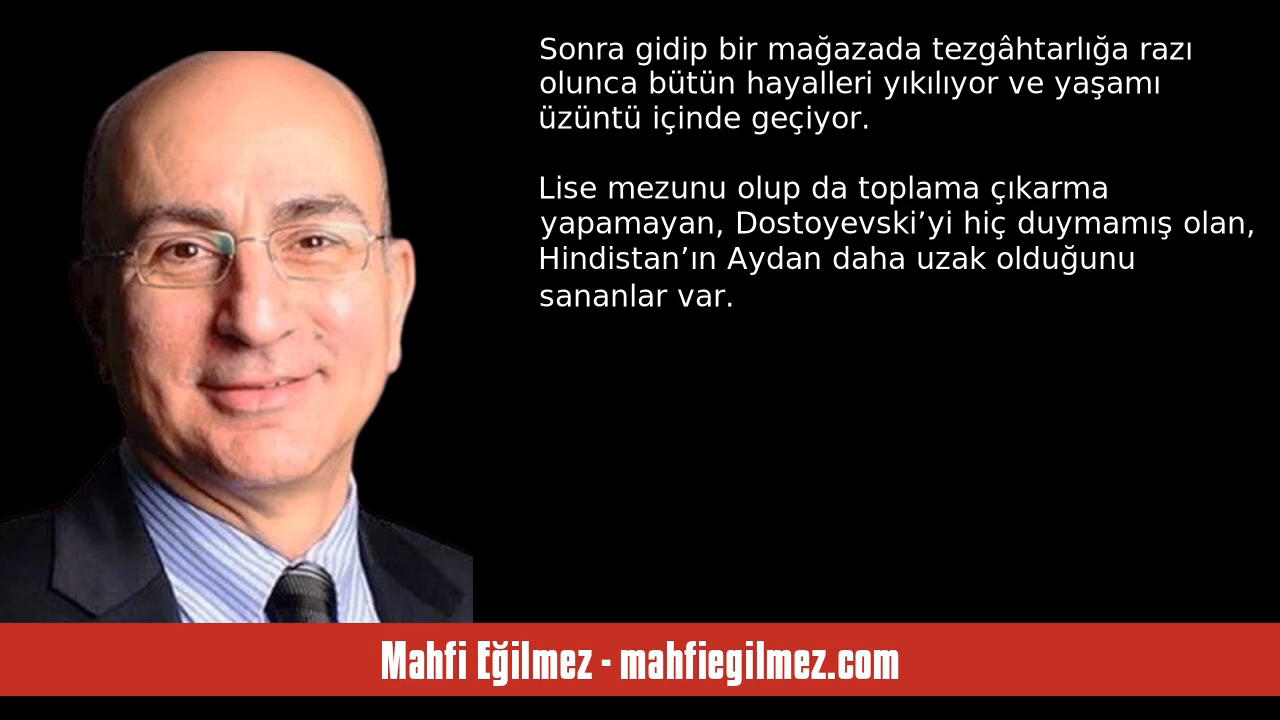 Sonra gidip bir mağazada tezgâhtarlığa razı
olunca bütün hayalleri yıkılıyor ve yaşamı
üzüntü içinde geçiyor.
Lise mezunu olup da toplama çıkarma
yapamayan, Dostoyevski’yi hiç duymamış olan,
Hindistan’ın Aydan daha uzak olduğunu
sananlar var.
Mahfi Eğilmez - mahfiegilmez.com